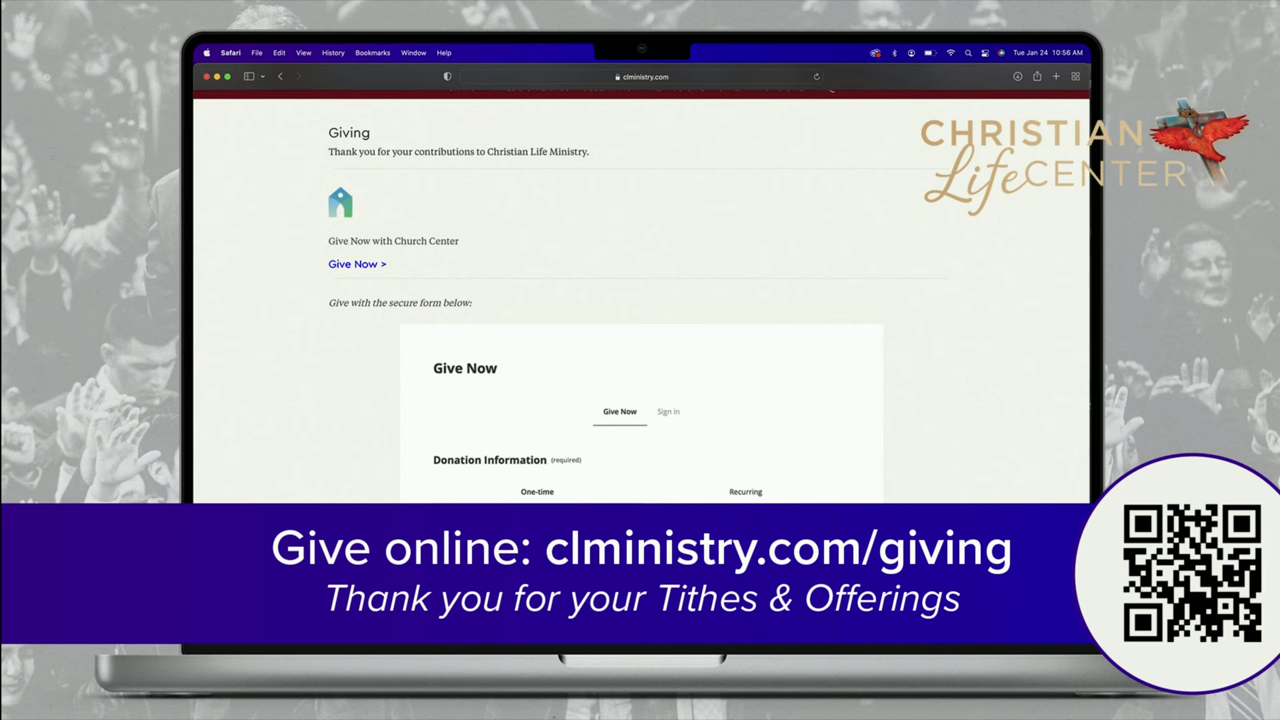 Safari File Edit View History Bookmarks Window Help
Tue Jan 24 10:56 AM
clministry.com
Giving
Thank you for your contributions to Christian Life Ministry.
CHRISTIAN
Life CENTER
Give Now with Church Center
Give Now >
Give with the secure form below:
Give Now
Give Now Sign in
Donation Information (required)
One-time Recurring
Give online: clministry.com/giving
Thank you for your Tithes & Offerings